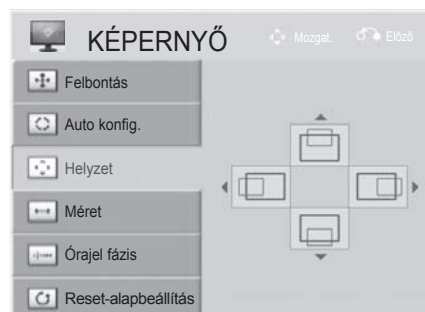 KÉPERNYŐ
Mozgat.
Előző
Felbontás
Auto konfig.
Helyzet
Méret
Órajel fázis
Reset-alapbeállítás